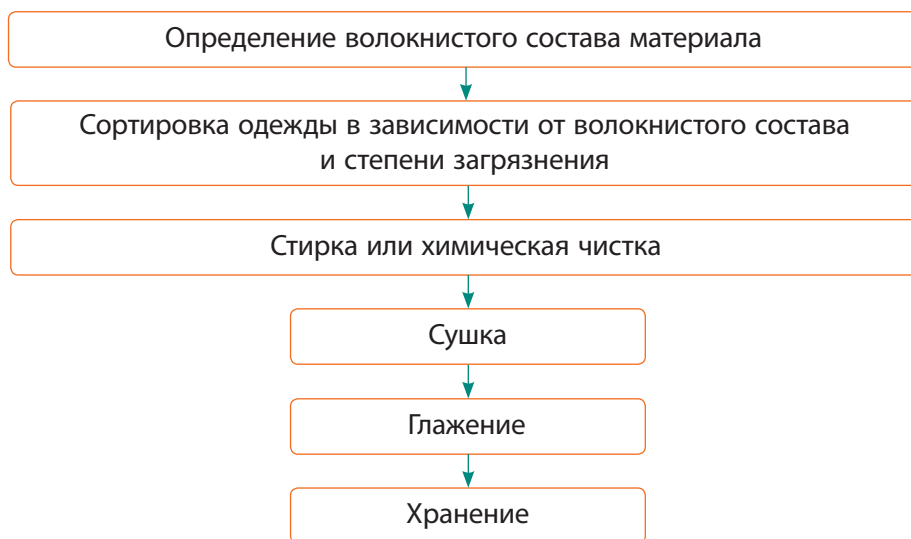 Определение волокнистого состава материала
Сортировка одежды в зависимости от волокнистого состава
и степени загрязнения
Стирка или химическая чистка
Сушка
Глажение
Хранение